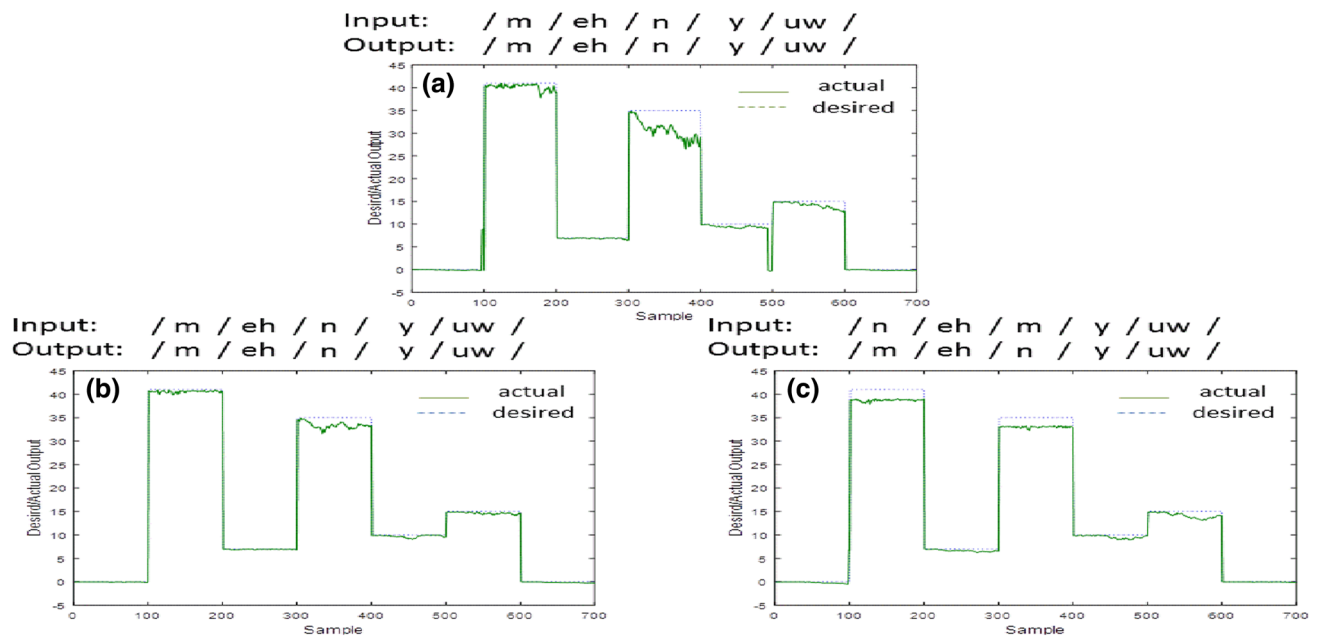 Input: / m / eh / n / y / uw /
Output: / m / eh / n / y / uw /
(a)
actual
desired
Desird/Actual Output
45
40
35
30
25
20
15
10
5
0
-5
0 100 200 300 400 500 600 700
Sample
Input: / m / eh / n / y / uw /
Output: / m / eh / n / y / uw /
(b)
actual
desired
Desird/Actual Output
45
40
35
30
25
20
15
10
5
0
-5
0 100 200 300 400 500 600 700
Sample
Input: / n / eh / m / y / uw /
Output: / m / eh / n / y / uw /
(c)
actual
desired
Desird/Actual Output
45
40
35
30
25
20
15
10
5
0
-5
0 100 200 300 400 500 600 700
Sample